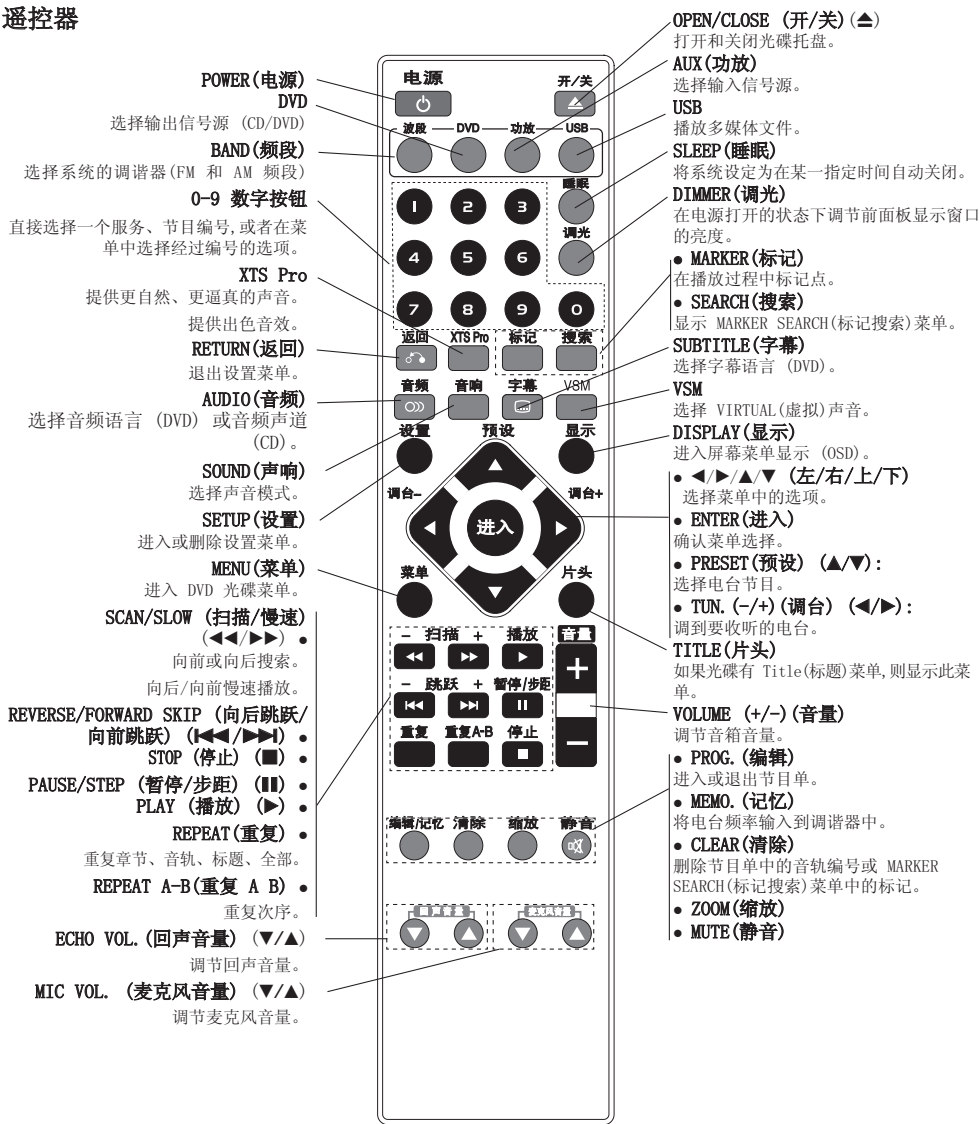 遥控器
POWER(电源)
DVD
选择输出信号源 (CD/DVD)
BAND(频段)
选择系统的调谐器(FM 和 AM 频段)
0-9 数字按钮
直接选择一个服务、节目编号,或者在菜
单中选择经过编号的选项。
XTS Pro
提供更自然、更逼真的声音。
提供出色音效。
RETURN(返回)
退出设置菜单。
AUDIO(音频)
选择音频语言 (DVD) 或音频声道
(CD)。
SOUND(声响)
选择声音模式。
SETUP(设置)
进入或删除设置菜单。
MENU(菜单)
进入 DVD 光碟菜单。
SCAN/SLOW (扫描/慢速)
(◀◀/▶▶) ●
向前或向后搜索。
向后/向前慢速播放。
REVERSE/FORWARD SKIP (向后跳跃/
向前跳跃) (I◀◀/▶▶I) ●
STOP (停止) (■) ●
PAUSE/STEP (暂停/步距) (▮▮) ●
PLAY (播放) (▶) ●
REPEAT(重复) ●
重复章节、音轨、标题、全部。
REPEAT A-B(重复 A B) ●
重复次序。
ECHO VOL.(回声音量) (▼/▲)
调节回声音量。
MIC VOL. (麦克风音量) (▼/▲)
调节麦克风音量。
电源
开/关
波段 DVD 功放 USB
睡眠
1 2 3
调光
4 5 6
7 8 9 0
返回 XTS Pro 标记 搜索
音频 音响 字幕 VSM
设置 预设 显示
调台- 调台+
进入
菜单 片头
- 扫描 + 播放 音量
+
- 跳跃 + 暂停/步距
重复 重复A-B 停止
-
编辑/记忆 清除 缩放 静音
回声音量 麦克风音量
OPEN/CLOSE (开/关)(⏏)
打开和关闭光碟托盘。
AUX(功放)
选择输入信号源。
USB
播放多媒体文件。
SLEEP(睡眠)
将系统设定为在某一指定时间自动关闭。
DIMMER(调光)
在电源打开的状态下调节前面板显示窗口
的亮度。
● MARKER(标记)
在播放过程中标记点。
● SEARCH(搜索)
显示 MARKER SEARCH(标记搜索)菜单。
SUBTITLE(字幕)
选择字幕语言 (DVD)。
VSM
选择 VIRTUAL(虚拟)声音。
DISPLAY(显示)
进入屏幕菜单显示 (OSD)。
● ◀/▶/▲/▼ (左/右/上/下)
选择菜单中的选项。
● ENTER(进入)
确认菜单选择。
● PRESET(预设) (▲/▼):
选择电台节目。
● TUN.(-/+)(调台) (◀/▶):
调到要收听的电台。
TITLE(片头)
如果光碟有 Title(标题)菜单,则显示此菜
单。
VOLUME (+/-)(音量)
调节音箱音量。
● PROG.(编辑)
进入或退出节目单。
● MEMO.(记忆)
将电台频率输入到调谐器中。
● CLEAR(清除)
删除节目单中的音轨编号或 MARKER
SEARCH(标记搜索)菜单中的标记。
● ZOOM(缩放)
● MUTE(静音)